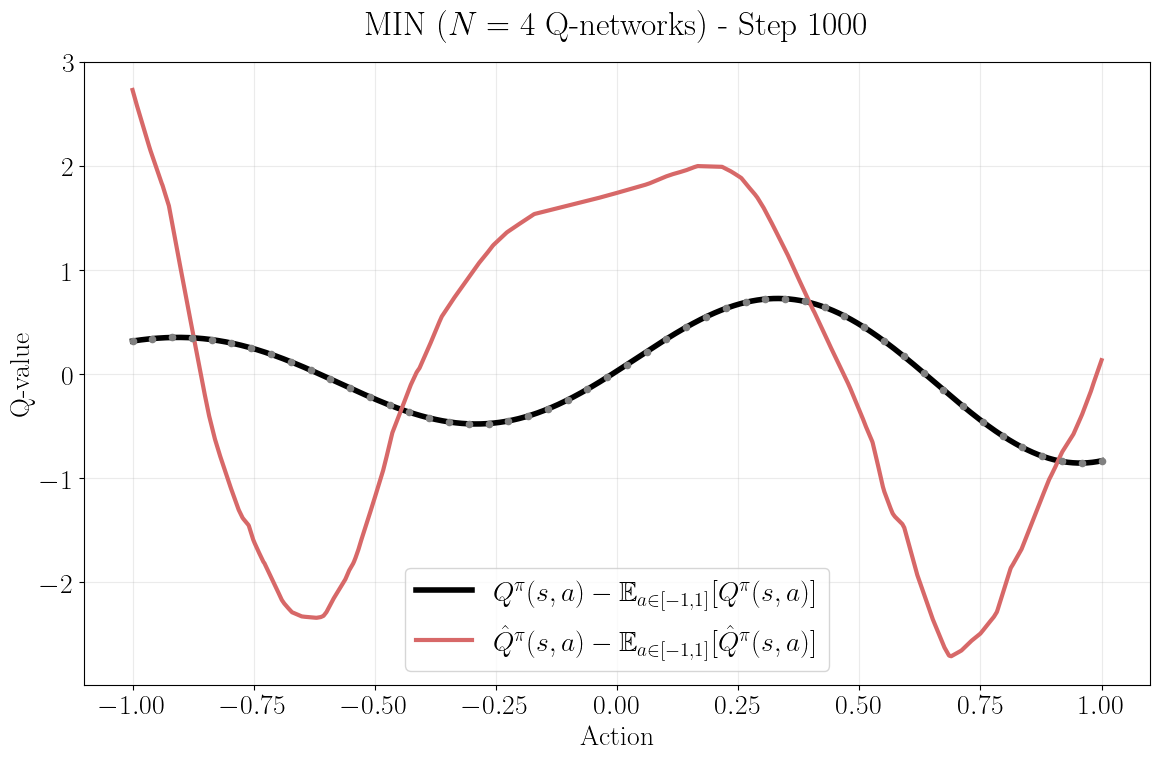 MIN (N = 4 Q-networks) - Step 1000
3
2
1
0
−1
−2
Q-value
Q^π(s, a) − 𝔼_{a∈[−1,1]}[Q^π(s, a)]
Q̂^π(s, a) − 𝔼_{a∈[−1,1]}[Q̂^π(s, a)]
−1.00 −0.75 −0.50 −0.25 0.00 0.25 0.50 0.75 1.00
Action